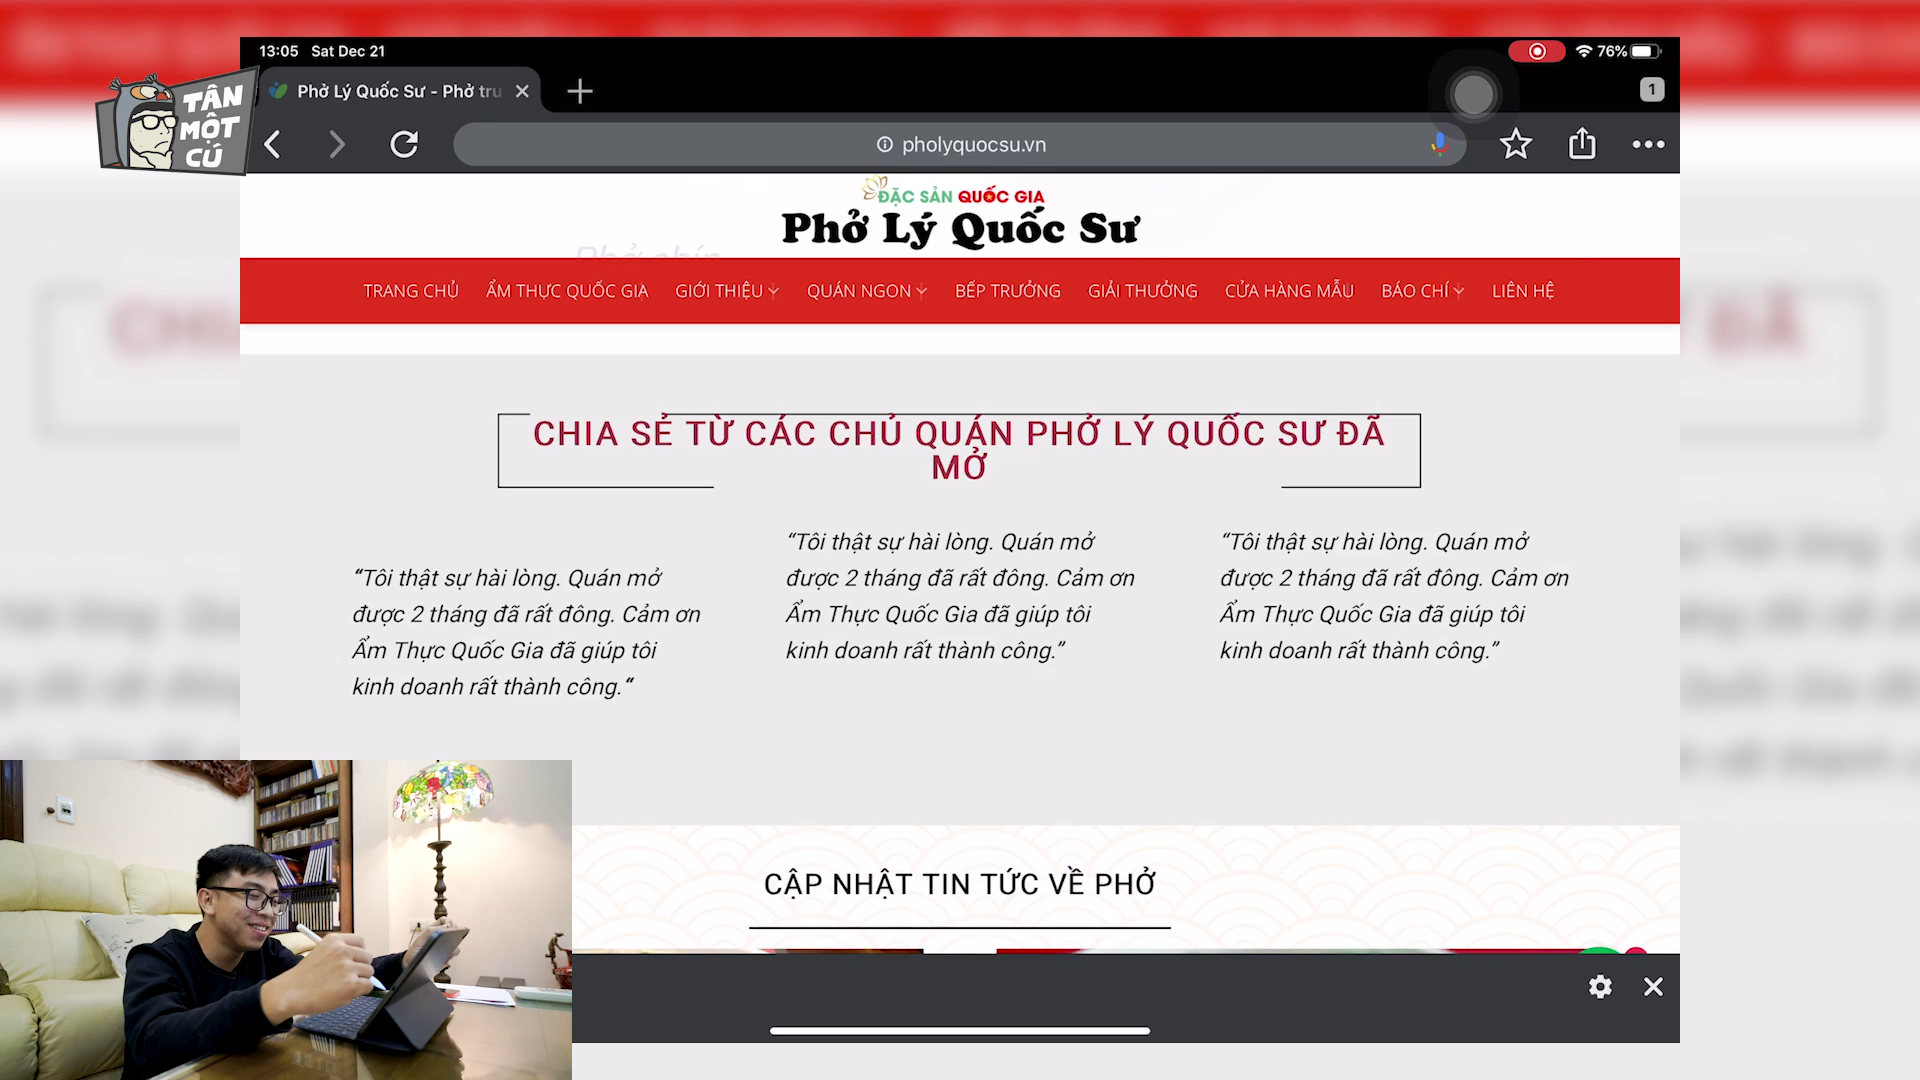 13:05 Sat Dec 21
76%
TÂN
MỘT
CÚ
Phở Lý Quốc Sư - Phở tru
1
pholyquocsu.vn
ĐẶC SẢN QUỐC GIA
Phở Lý Quốc Sư
TRANG CHỦ ẨM THỰC QUỐC GIA GIỚI THIỆU QUÁN NGON BẾP TRƯỞNG GIẢI THƯỞNG CỬA HÀNG MẪU BÁO CHÍ LIÊN HỆ
CHIA SẺ TỪ CÁC CHỦ QUÁN PHỞ LÝ QUỐC SƯ ĐÃ
MỞ
“Tôi thật sự hài lòng. Quán mở
được 2 tháng đã rất đông. Cảm ơn
Ẩm Thực Quốc Gia đã giúp tôi
kinh doanh rất thành công.“
“Tôi thật sự hài lòng. Quán mở
được 2 tháng đã rất đông. Cảm ơn
Ẩm Thực Quốc Gia đã giúp tôi
kinh doanh rất thành công.”
“Tôi thật sự hài lòng. Quán mở
được 2 tháng đã rất đông. Cảm ơn
Ẩm Thực Quốc Gia đã giúp tôi
kinh doanh rất thành công.”
CẬP NHẬT TIN TỨC VỀ PHỞ